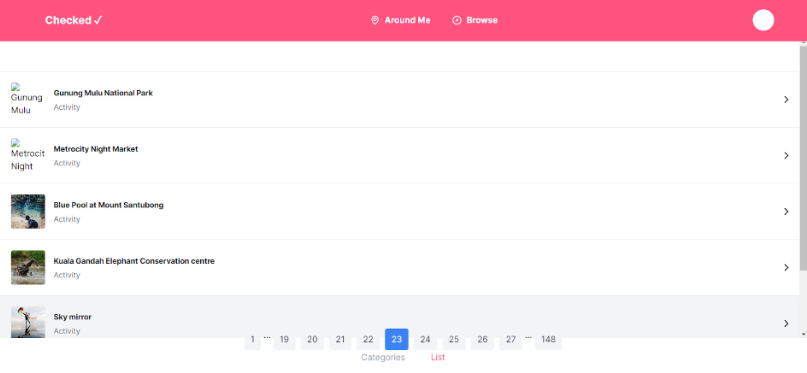 Checked ✓
Around Me
Browse
Gunung Mulu
Gunung Mulu National Park
Activity
Metrocit Night
Metrocity Night Market
Activity
Blue Pool at Mount Santubong
Activity
Kuala Gandah Elephant Conservation centre
Activity
Sky mirror
Activity
1 ... 19 20 21 22 23 24 25 26 27 ... 148
Categories
List